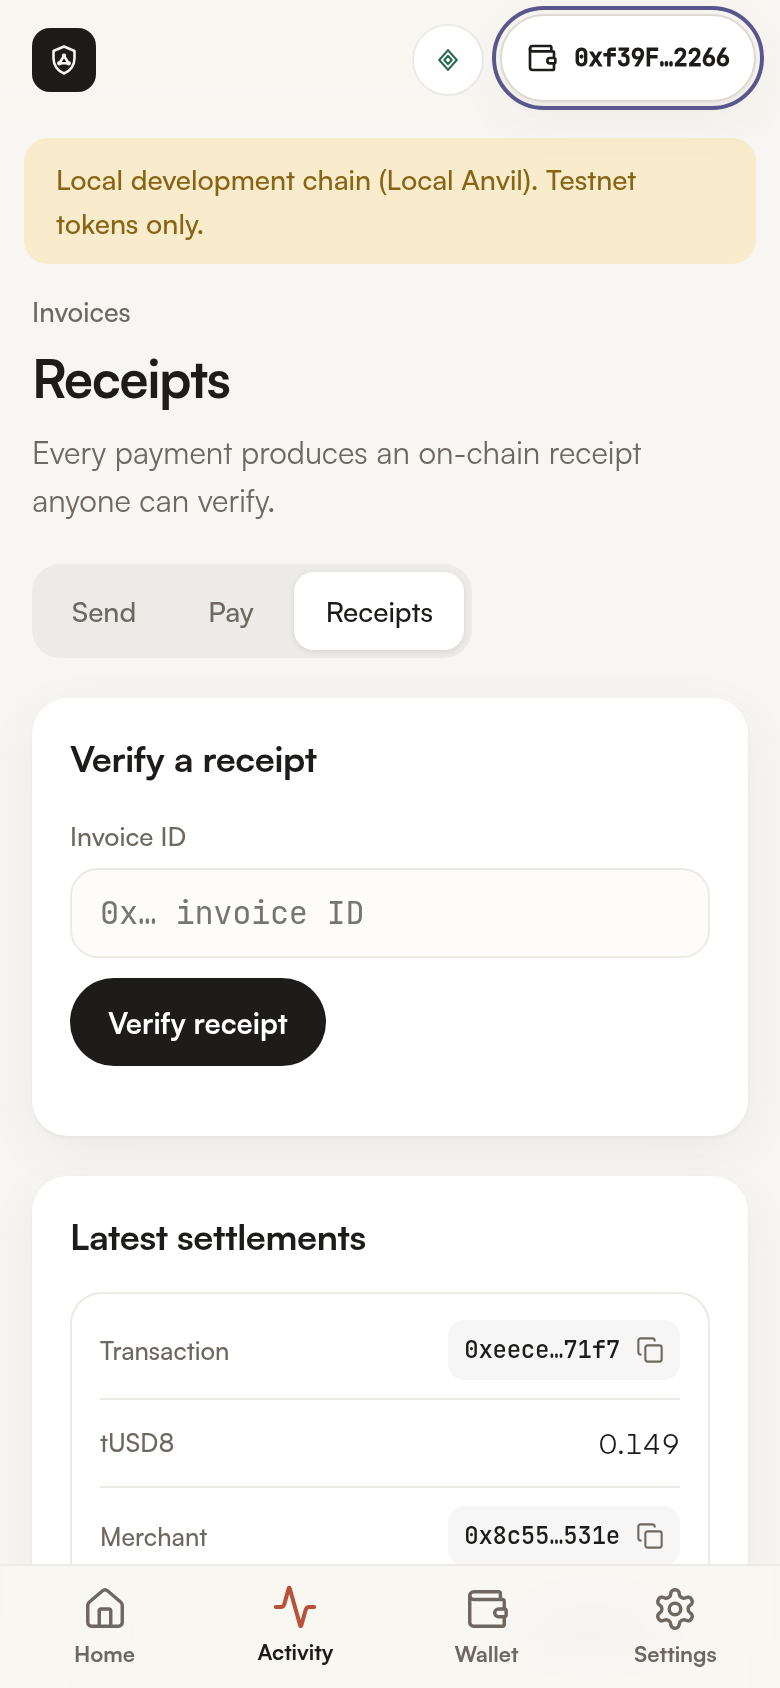 0xf39F…2266
Local development chain (Local Anvil). Testnet
tokens only.
Invoices
Receipts
Every payment produces an on-chain receipt
anyone can verify.
Send
Pay
Receipts
Verify a receipt
Invoice ID
0x… invoice ID
Verify receipt
Latest settlements
Transaction
0xeece…71f7
tUSD8
0.149
Merchant
0x8c55…531e
Home
Activity
Wallet
Settings